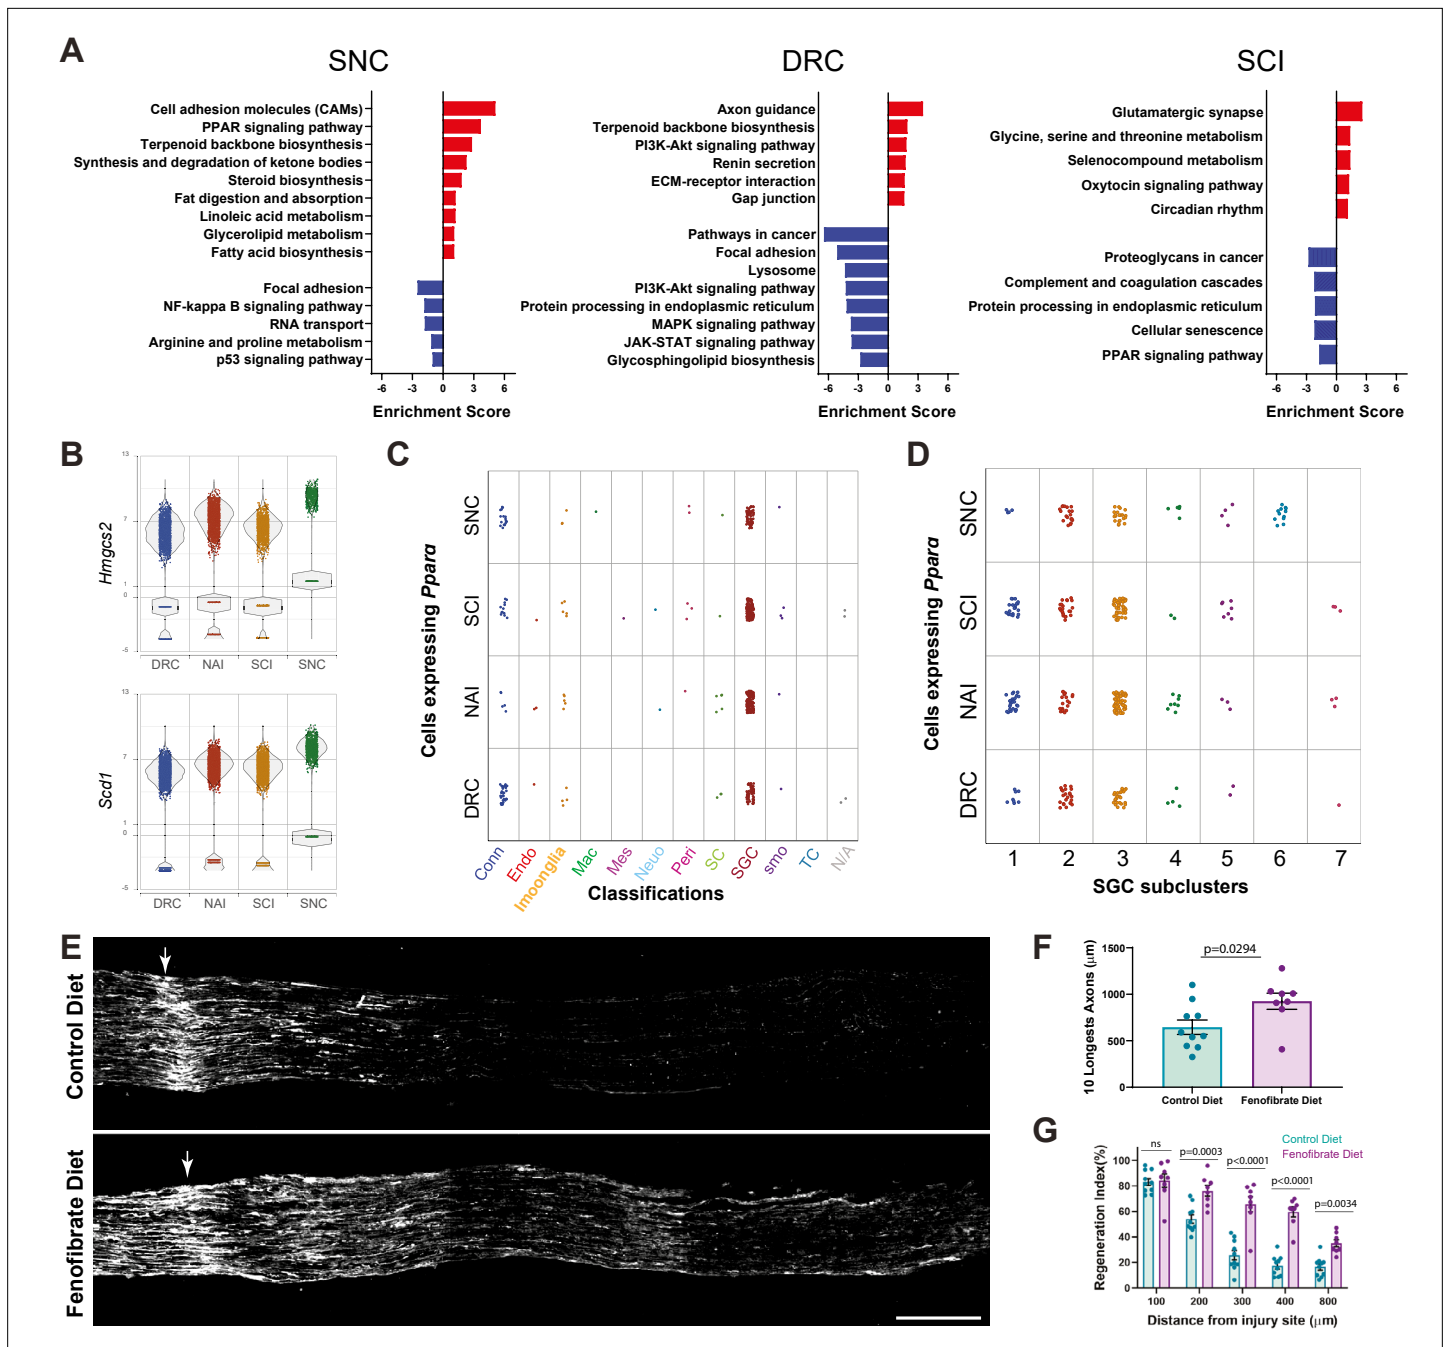 A
SNC
Cell adhesion molecules (CAMs)
PPAR signaling pathway
Terpenoid backbone biosynthesis
Synthesis and degradation of ketone bodies
Steroid biosynthesis
Fat digestion and absorption
Linoleic acid metabolism
Glycerolipid metabolism
Fatty acid biosynthesis
Focal adhesion
NF-kappa B signaling pathway
RNA transport
Arginine and proline metabolism
p53 signaling pathway
-6 -3 0 3 6
Enrichment Score
DRC
Axon guidance
Terpenoid backbone biosynthesis
PI3K-Akt signaling pathway
Renin secretion
ECM-receptor interaction
Gap junction
Pathways in cancer
Focal adhesion
Lysosome
PI3K-Akt signaling pathway
Protein processing in endoplasmic reticulum
MAPK signaling pathway
JAK-STAT signaling pathway
Glycosphingolipid biosynthesis
-6 -3 0 3 6
Enrichment Score
SCI
Glutamatergic synapse
Glycine, serine and threonine metabolism
Selenocompound metabolism
Oxytocin signaling pathway
Circadian rhythm
Proteoglycans in cancer
Complement and coagulation cascades
Protein processing in endoplasmic reticulum
Cellular senescence
PPAR signaling pathway
-6 -3 0 3 6
Enrichment Score
B
Hmgcs2
13
7
1
0
-5
DRC NAI SCI SNC
Scd1
13
7
1
0
-5
DRC NAI SCI SNC
C
Cells expressing Ppara
SNC
SCI
NAI
DRC
Conn Endo Imoonglia Mac Mes Neuo Peri SC SGC smo TC N/A
Classifications
D
Cells expressing Ppara
SNC
SCI
NAI
DRC
1 2 3 4 5 6 7
SGC subclusters
E
Control Diet
Fenofibrate Diet
F
10 Longests Axons (μm)
1500
1000
500
0
p=0.0294
Control Diet Fenofibrate Diet
G
Control Diet
Fenofibrate Diet
Regeneration Index(%)
100
80
60
40
20
0
ns
p=0.0003
p<0.0001
p<0.0001
p=0.0034
100 200 300 400 800
Distance from injury site (μm)